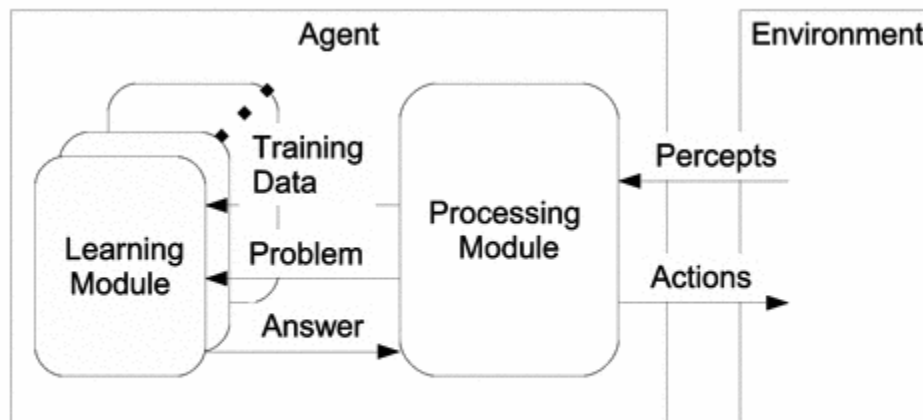 Agent
Environment
Training
Data
Percepts
Processing
Module
Learning
Module
Problem
Actions
Answer